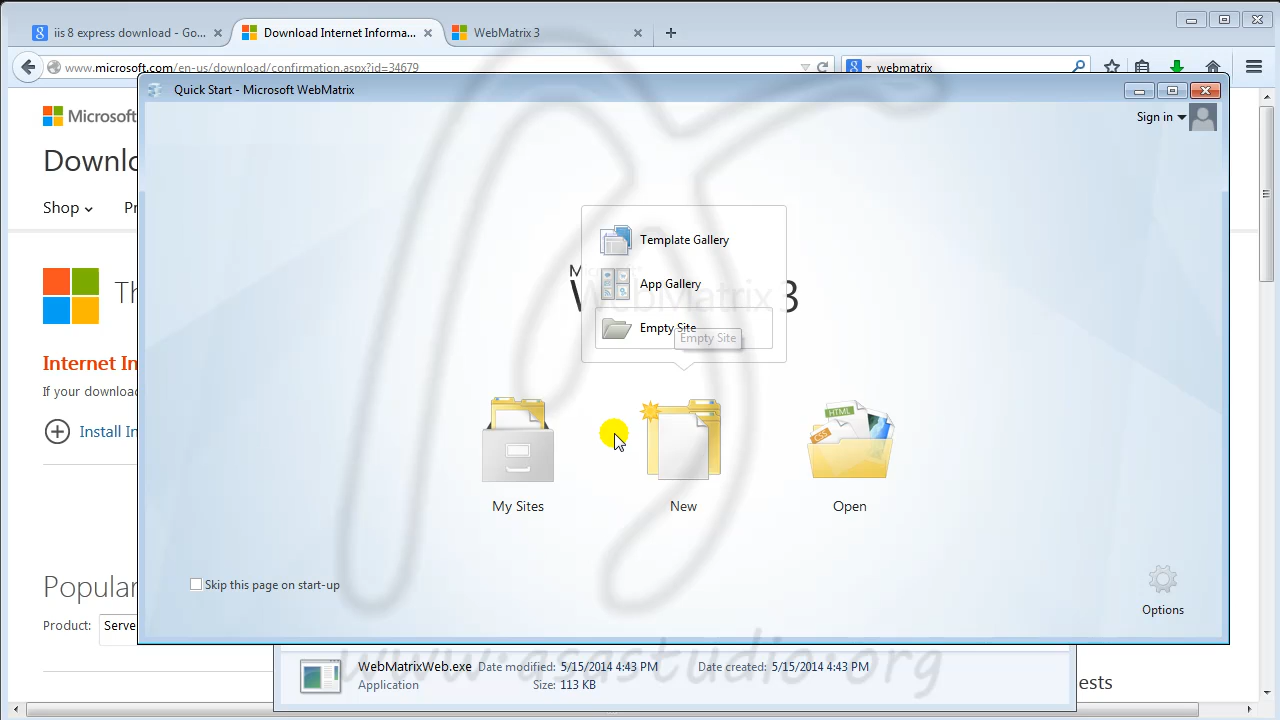 iis 8 express download - Go...
Download Internet Informa...
WebMatrix 3
www.microsoft.com/en-us/download/confirmation.aspx?id=34679
webmatrix
Quick Start - Microsoft WebMatrix
Sign in
Microsoft
Downlo
Shop
Pr
Template Gallery
App Gallery
WebMatrix 3
Empty Site
Empty Site
Th
Internet In
If your download
Install In
My Sites
New
Open
Skip this page on start-up
Options
Popular
Product:
Serve
WebMatrixWeb.exe
Date modified: 5/15/2014 4:43 PM
Date created: 5/15/2014 4:43 PM
Application
Size: 113 KB
ests
www.asastudio.org